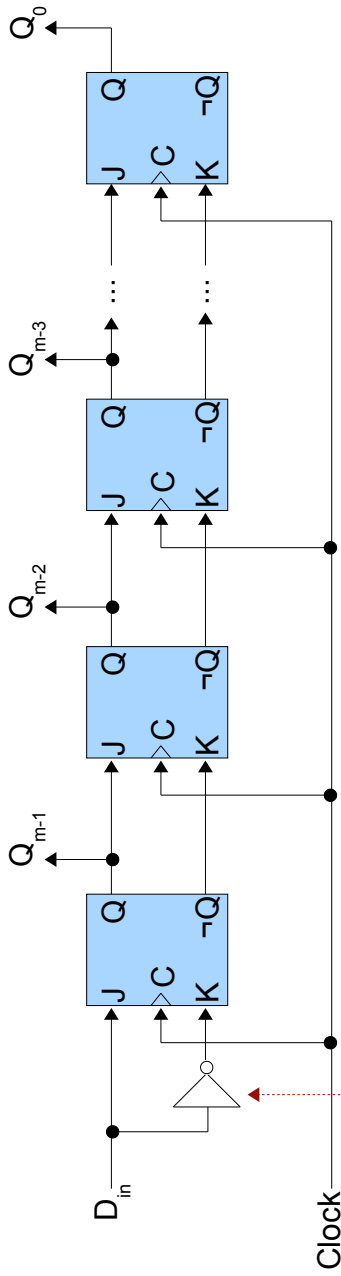 Q0
Qm-3
Qm-2
Qm-1
J Q
C
K ¬Q
... ...
J Q
C
K ¬Q
J Q
C
K ¬Q
J Q
C
K ¬Q
Din
Clock